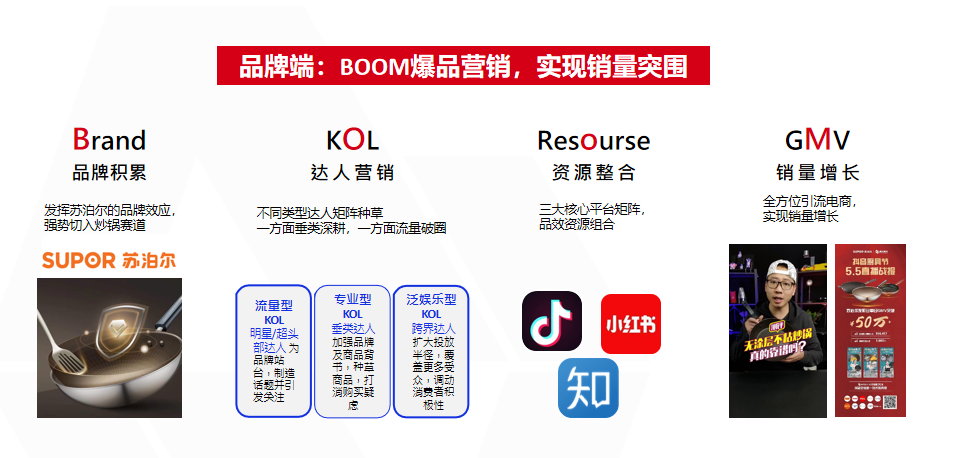 品牌端：BOOM爆品营销，实现销量突围
Brand
品牌积累
发挥苏泊尔的品牌效应，
强势切入炒锅赛道
SUPOR 苏泊尔
KOL
达人营销
不同类型达人矩阵种草
一方面垂类深耕，一方面流量破圈
流量型
KOL
明星/超头
部达人 为
品牌站
台，制造
话题并引
发关注
专业型
KOL
垂类达人
加强品牌
及商品背
书，种草
商品，打
消购买疑
虑
泛娱乐型
KOL
跨界达人
扩大投放
半径，覆
盖更多受
众，调动
消费者积
极性
Resourse
资源整合
三大核心平台矩阵，
品效资源组合
小红书
知
GMV
销量增长
全方位引流电商，
实现销量增长
无涂层不粘炒锅
真的靠谱吗?
SUPOR 苏泊尔
抖音厨具节
5.5直播战报
¥50万